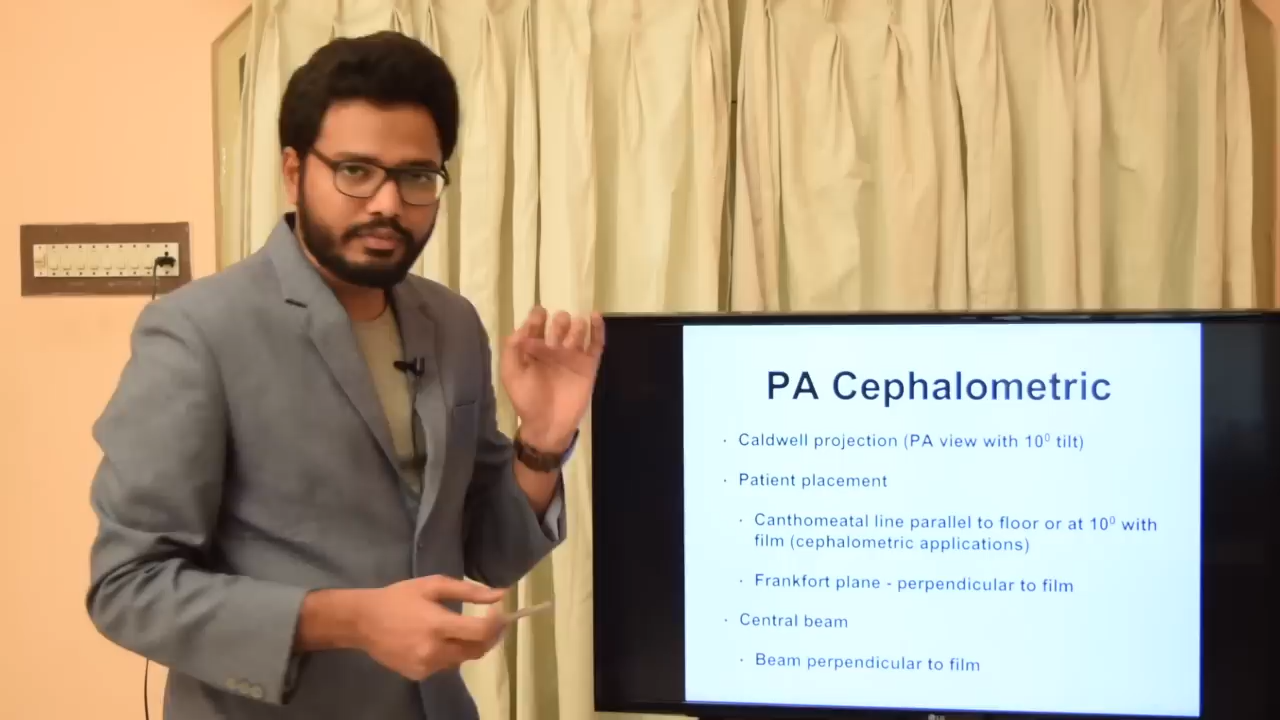 PA Cephalometric
· Caldwell projection (PA view with 10⁰ tilt)
· Patient placement
· Canthomeatal line parallel to floor or at 10⁰ with
film (cephalometric applications)
· Frankfort plane - perpendicular to film
· Central beam
· Beam perpendicular to film
LG